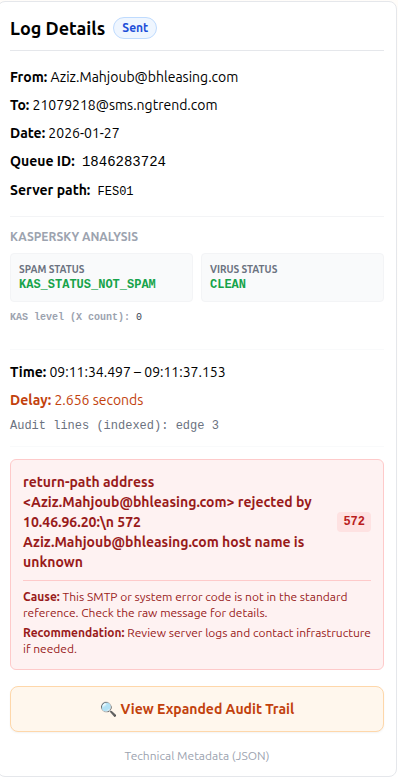 Log Details Sent
From: Aziz.Mahjoub@bhleasing.com
To: 21079218@sms.ngtrend.com
Date: 2026-01-27
Queue ID: 1846283724
Server path: FES01
KASPERSKY ANALYSIS
SPAM STATUS
KAS_STATUS_NOT_SPAM
VIRUS STATUS
CLEAN
KAS level (X count): 0
Time: 09:11:34.497 – 09:11:37.153
Delay: 2.656 seconds
Audit lines (indexed): edge 3
return-path address
<Aziz.Mahjoub@bhleasing.com> rejected by
10.46.96.20:\n 572
Aziz.Mahjoub@bhleasing.com host name is
unknown
572
Cause: This SMTP or system error code is not in the standard
reference. Check the raw message for details.
Recommendation: Review server logs and contact infrastructure
if needed.
🔍 View Expanded Audit Trail
Technical Metadata (JSON)